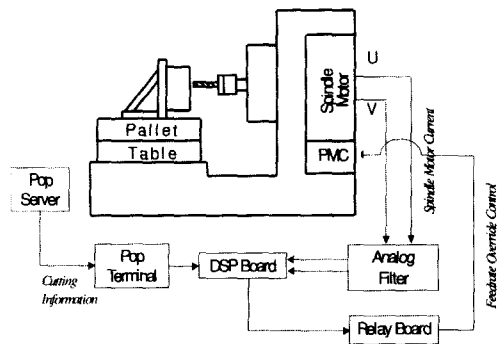 U
Spindle
Motor
V
Pallet
Table
PMC
Spindle Motor Current
Feedrate Override Control
Pop
Server
Pop
Terminal
DSP Board
Analog
Filter
Cutting
Information
Relay Board